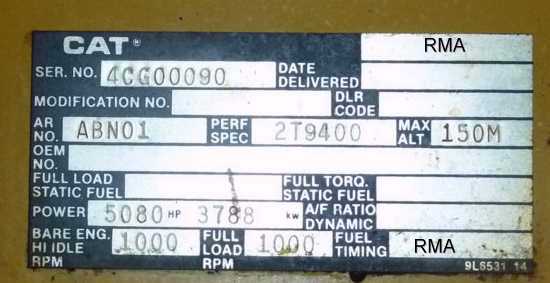 CAT® RMA
SER. NO. 4CG00090 DATE DELIVERED
MODIFICATION NO. DLR CODE
AR NO. ABN01 PERF SPEC 2T9400 MAX ALT 150M
OEM NO.
FULL LOAD STATIC FUEL FULL TORQ. STATIC FUEL
POWER 5080 HP 3788 kw A/F RATIO DYNAMIC
BARE ENG. HI IDLE RPM 1000 FULL LOAD RPM 1000 FUEL TIMING RMA
9L6531 14